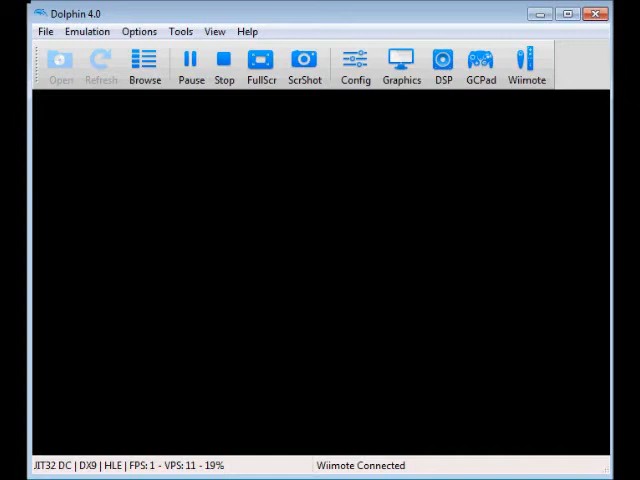 Dolphin 4.0
File Emulation Options Tools View Help
Open Refresh Browse Pause Stop FullScr ScrShot Config Graphics DSP GCPad Wiimote
JIT32 DC | DX9 | HLE | FPS: 1 - VPS: 11 - 19% Wiimote Connected